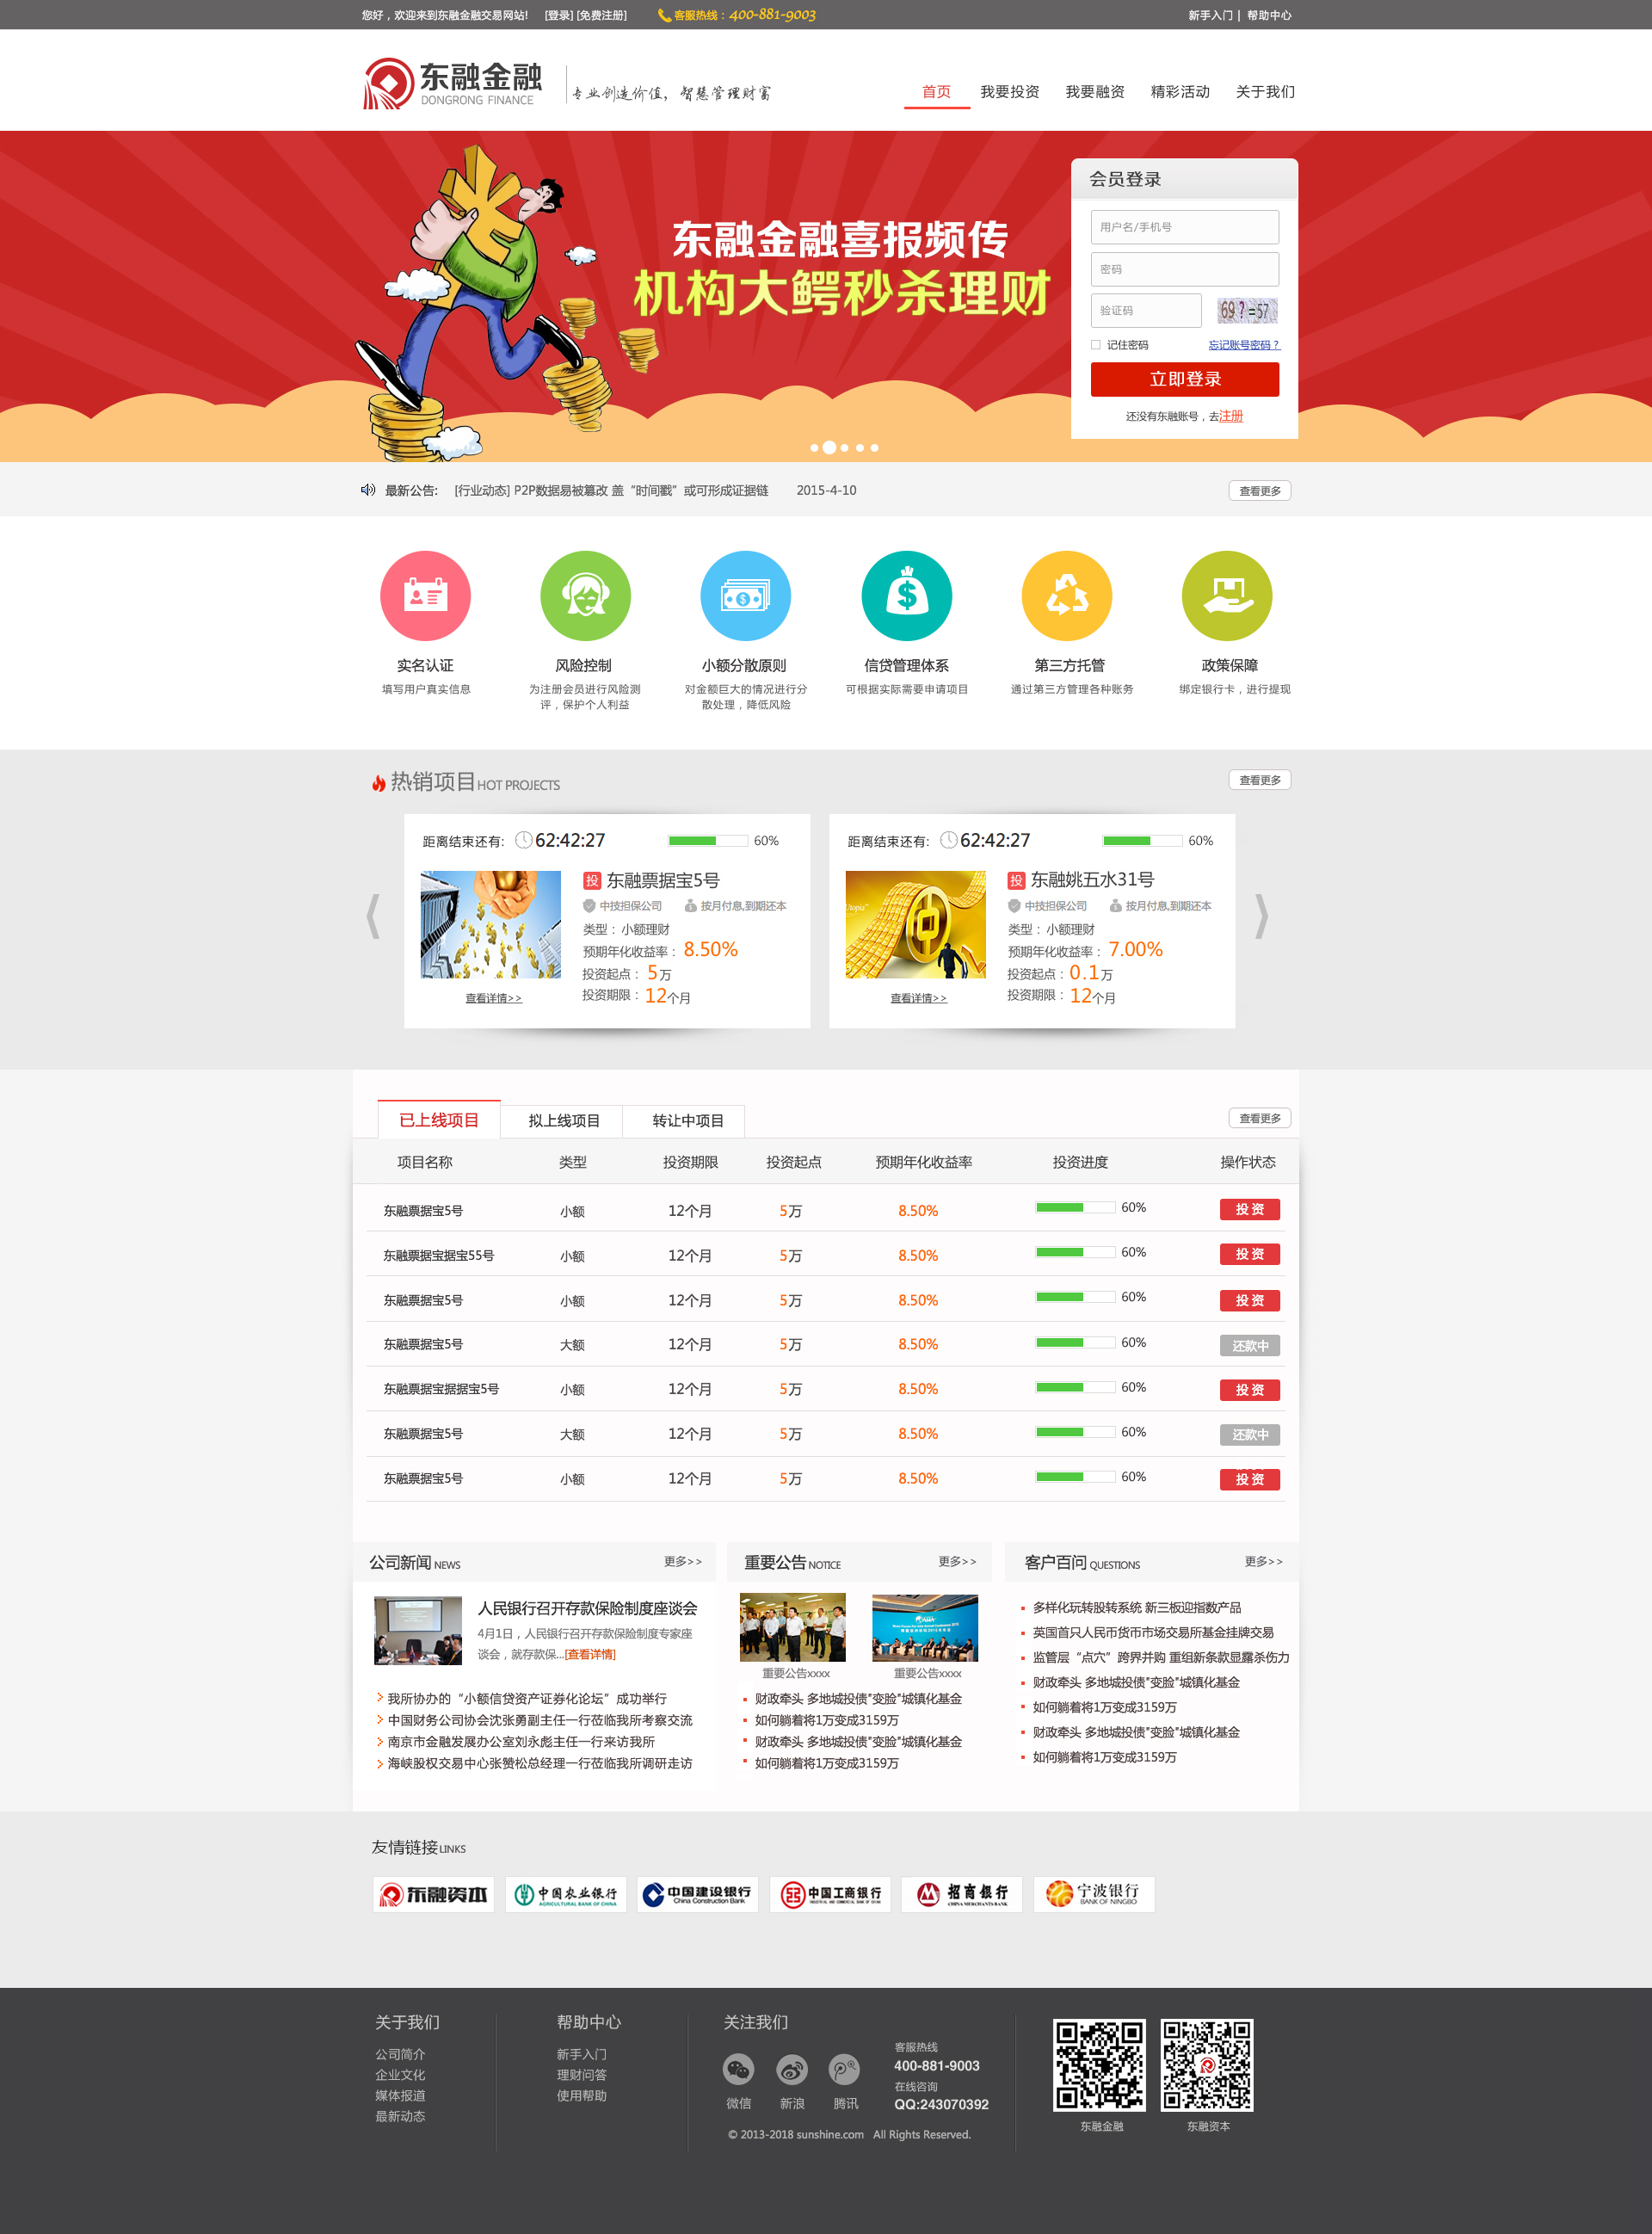 您好，欢迎来到东融金融交易网站! [登录] [免费注册] 客服热线：400-881-9003 新手入门 | 帮助中心
东融金融
DONGRONG FINANCE
专业创造价值，智慧管理财富
首页 我要投资 我要融资 精彩活动 关于我们
东融金融喜报频传
机构大鳄秒杀理财
会员登录
用户名/手机号
密码
验证码 69 ? =57
记住密码 忘记账号密码？
立即登录
还没有东融账号，去注册
最新公告: [行业动态] P2P数据易被篡改 盖“时间戳”或可形成证据链 2015-4-10 查看更多
实名认证 风险控制 小额分散原则 信贷管理体系 第三方托管 政策保障
填写用户真实信息 为注册会员进行风险测 对金额巨大的情况进行分 可根据实际需要申请项目 通过第三方管理各种账务 绑定银行卡，进行提现
评，保护个人利益 散处理，降低风险
热销项目HOT PROJECTS 查看更多
距离结束还有: 62:42:27 60%
投 东融票据宝5号
中技担保公司 按月付息,到期还本
类型： 小额理财
预期年化收益率： 8.50%
投资起点： 5万
投资期限： 12个月
查看详情>>
距离结束还有: 62:42:27 60%
投 东融姚五水31号
中技担保公司 按月付息,到期还本
类型： 小额理财
预期年化收益率： 7.00%
投资起点：0.1万
投资期限： 12个月
Utopia”
查看详情>>
已上线项目 拟上线项目 转让中项目 查看更多
项目名称 类型 投资期限 投资起点 预期年化收益率 投资进度 操作状态
东融票据宝5号 小额 12个月 5万 8.50% 60% 投 资
东融票据宝据宝55号 小额 12个月 5万 8.50% 60% 投 资
东融票据宝5号 小额 12个月 5万 8.50% 60% 投 资
东融票据宝5号 大额 12个月 5万 8.50% 60% 还款中
东融票据宝据据宝5号 小额 12个月 5万 8.50% 60% 投 资
东融票据宝5号 大额 12个月 5万 8.50% 60% 还款中
东融票据宝5号 小额 12个月 5万 8.50% 60% 投 资
公司新闻 NEWS 更多>>
人民银行召开存款保险制度座谈会
4月1日，人民银行召开存款保险制度专家座
谈会，就存款保...[查看详情]
我所协办的“小额信贷资产证券化论坛”成功举行
中国财务公司协会沈张勇副主任一行莅临我所考察交流
南京市金融发展办公室刘永彪主任一行来访我所
海峡股权交易中心张赞松总经理一行莅临我所调研走访
重要公告 NOTICE 更多>>
重要公告xxxx 重要公告xxxx
财政牵头 多地城投债"变脸"城镇化基金
如何躺着将1万变成3159万
财政牵头 多地城投债"变脸"城镇化基金
如何躺着将1万变成3159万
客户百问 QUESTIONS 更多>>
多样化玩转股转系统 新三板迎指数产品
英国首只人民币货币市场交易所基金挂牌交易
监管层“点穴”跨界并购 重组新条款显露杀伤力
财政牵头 多地城投债"变脸"城镇化基金
如何躺着将1万变成3159万
财政牵头 多地城投债"变脸"城镇化基金
如何躺着将1万变成3159万
友情链接LINKS
东融资本
中国农业银行
AGRICULTURAL BANK OF CHINA
中国建设银行
China Construction Bank
中国工商银行
INDUSTRIAL AND COMMERCIAL BANK OF CHINA
招商银行
CHINA MERCHANTS BANK
宁波银行
BANK OF NINGBO
关于我们
公司简介
企业文化
媒体报道
最新动态
帮助中心
新手入门
理财问答
使用帮助
关注我们
微信 新浪 腾讯
客服热线
400-881-9003
在线咨询
QQ:243070392
© 2013-2018 sunshine.com All Rights Reserved.
东融金融 东融资本